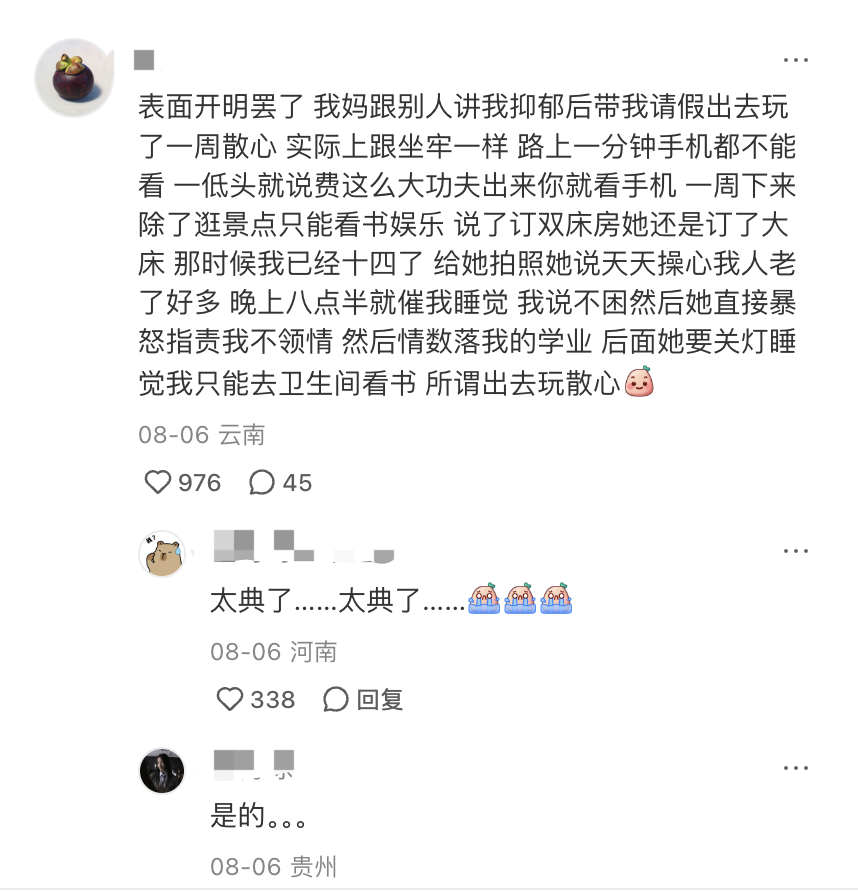 表面开明罢了 我妈跟别人讲我抑郁后带我请假出去玩
了一周散心 实际上跟坐牢一样 路上一分钟手机都不能
看 一低头就说费这么大功夫出来你就看手机 一周下来
除了逛景点只能看书娱乐 说了订双床房她还是订了大
床 那时候我已经十四了 给她拍照她说天天操心我人老
了好多 晚上八点半就催我睡觉 我说不困然后她直接暴
怒指责我不领情 然后情数落我的学业 后面她要关灯睡
觉我只能去卫生间看书 所谓出去玩散心
08-06 云南
976 45
太典了……太典了……
08-06 河南
338 回复
是的。。。
08-06 贵州